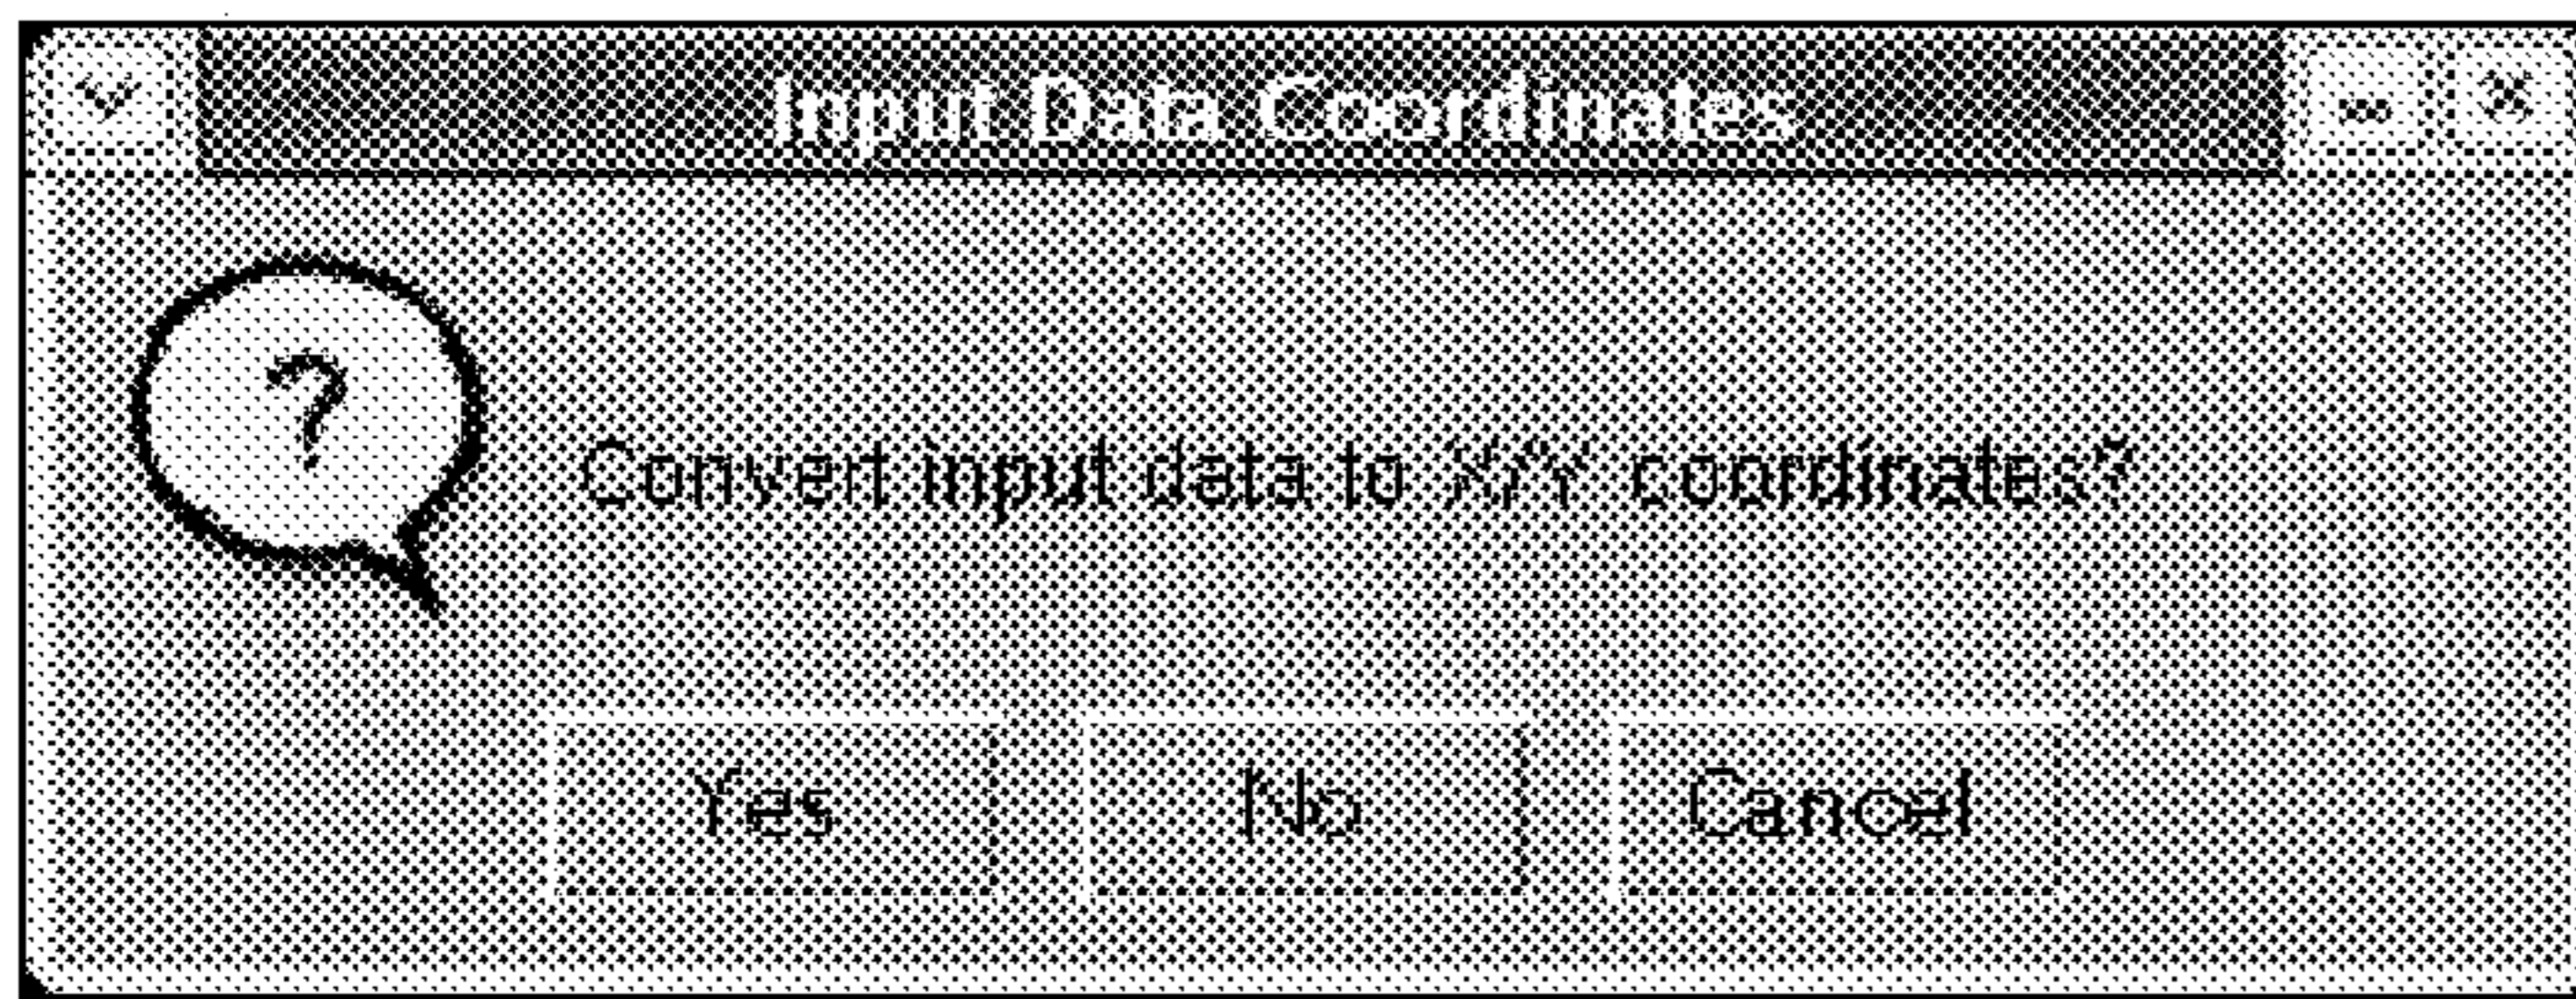 Input Data Coordinates
?
Convert input data to X/Y coordinates?
Yes
No
Cancel